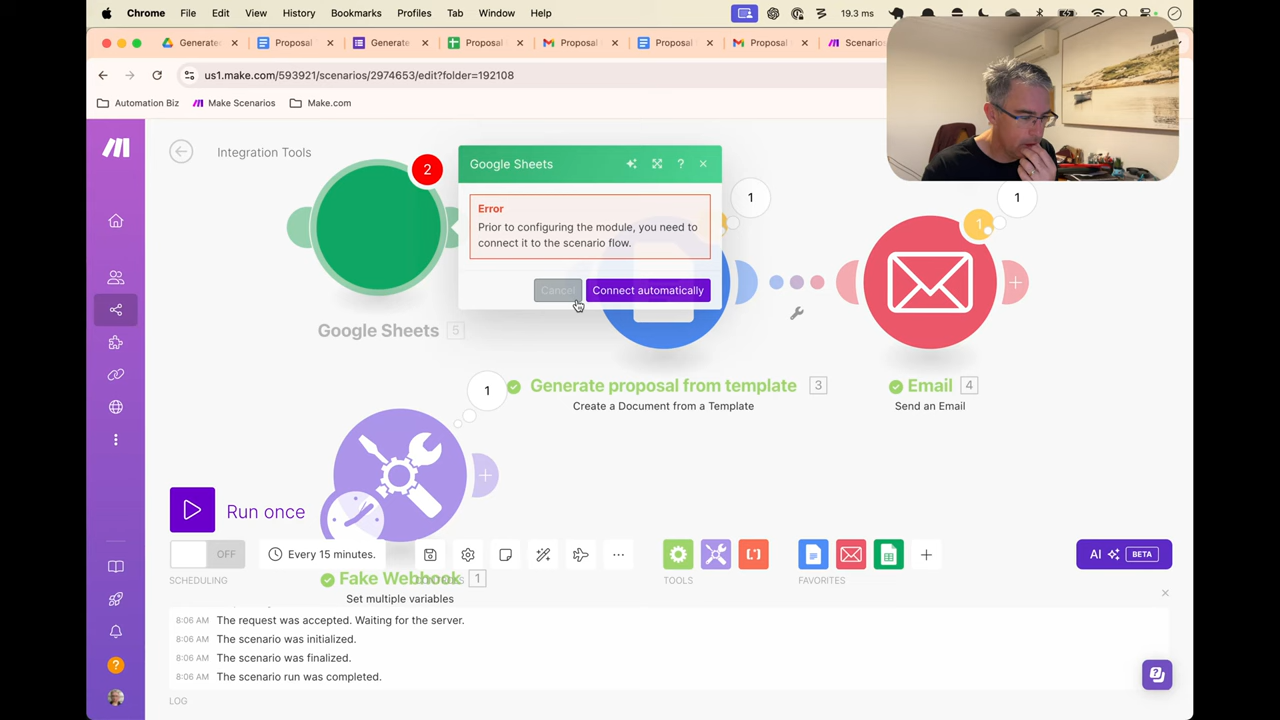 Chrome File Edit View History Bookmarks Profiles Tab Window Help 19.3 ms
Generate Proposal Generate Proposal Proposal Proposal Proposal Scenario
us1.make.com/593921/scenarios/2974653/edit?folder=192108
Automation Biz Make Scenarios Make.com
Integration Tools
2
Google Sheets
Error
Prior to configuring the module, you need to
connect it to the scenario flow.
Cancel Connect automatically
1
1
1
Google Sheets 5
Generate proposal from template 3
Create a Document from a Template
Email 4
Send an Email
1
Run once
OFF Every 15 minutes.
AI BETA
SCHEDULING
TOOLS
FAVORITES
Fake Webhook 1
Set multiple variables
8:06 AM The request was accepted. Waiting for the server.
8:06 AM The scenario was initialized.
8:06 AM The scenario was finalized.
8:06 AM The scenario run was completed.
LOG